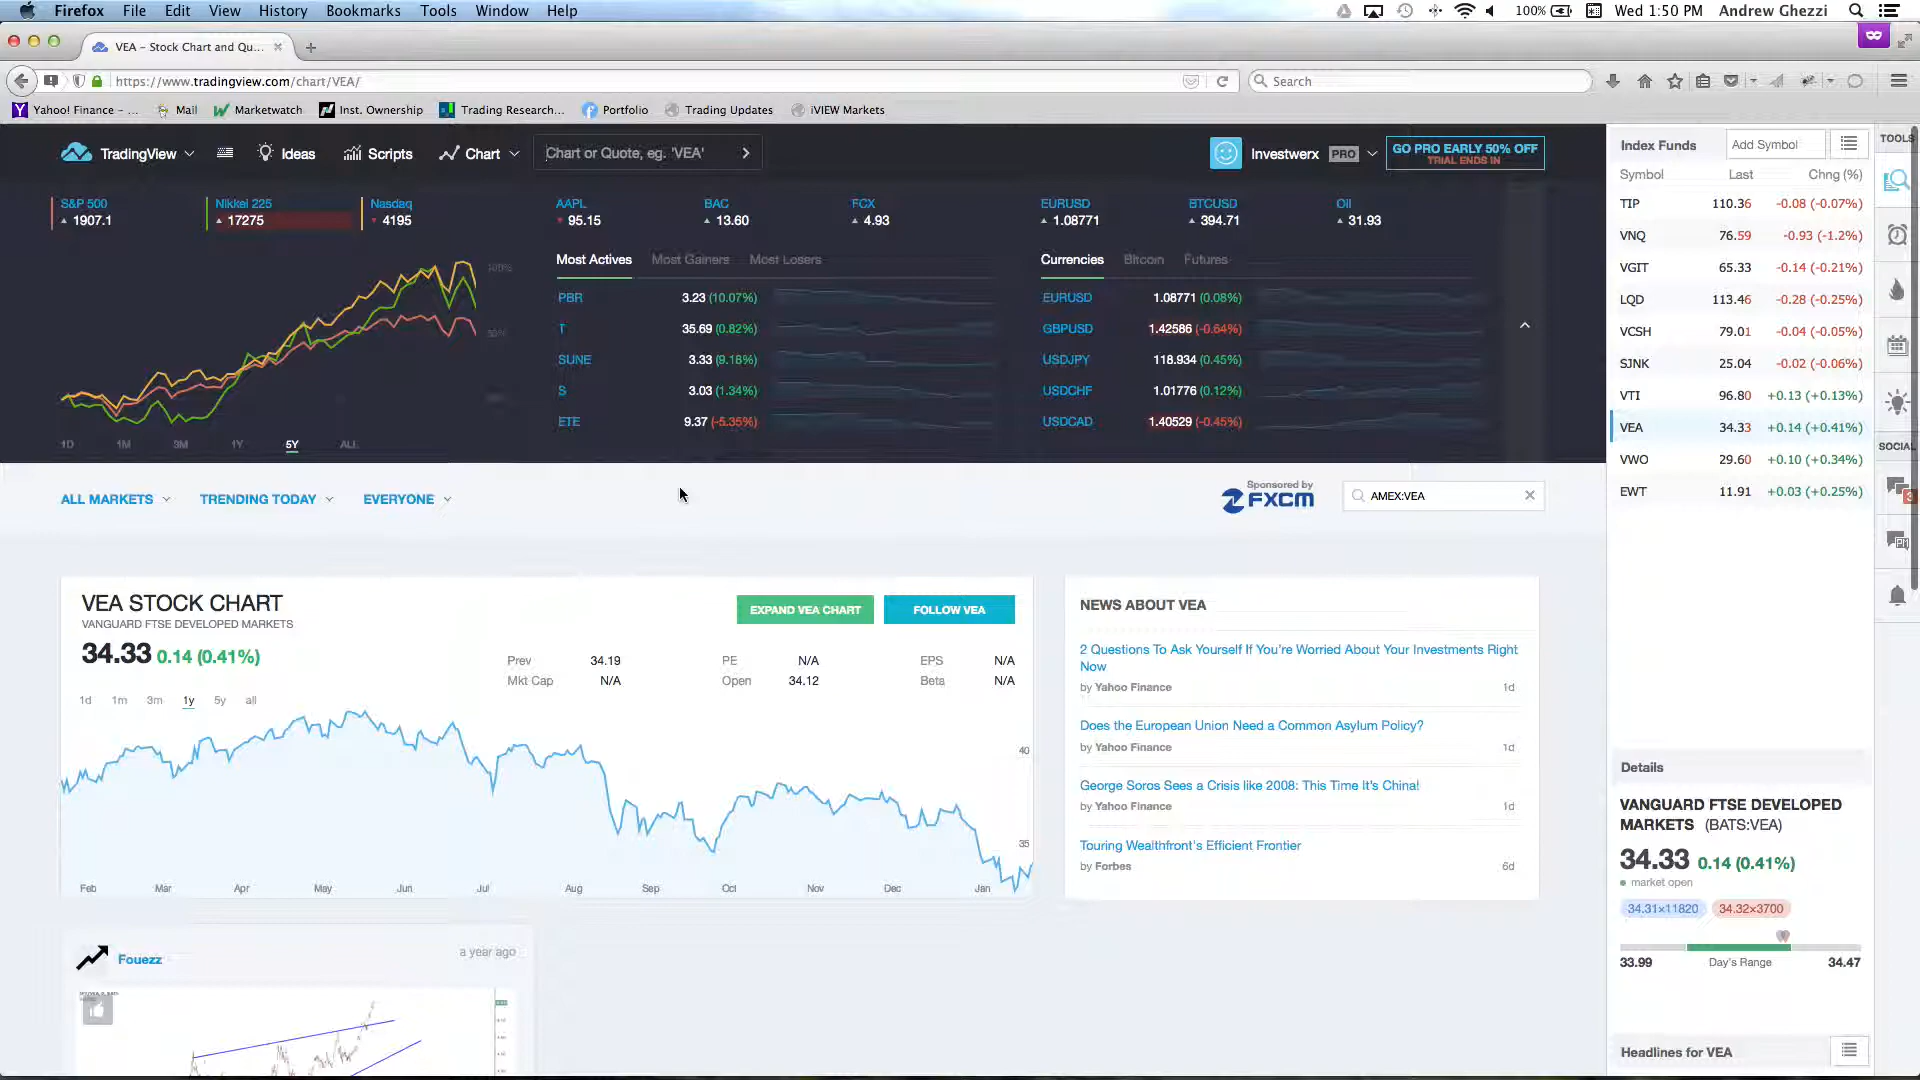 Firefox File Edit View History Bookmarks Tools Window Help 100% Wed 1:50 PM Andrew Ghezzi
VEA – Stock Chart and Qu...
https://www.tradingview.com/chart/VEA/ Search
Yahoo! Finance – ... Mail Marketwatch Inst. Ownership Trading Research... Portfolio Trading Updates iVIEW Markets
TradingView Ideas Scripts Chart Chart or Quote, eg. 'VEA' Investwerx PRO GO PRO EARLY 50% OFF
TRIAL ENDS IN
S&P 500 Nikkei 225 Nasdaq AAPL BAC FCX EURUSD BTCUSD Oil
1907.1 17275 4195 95.15 13.60 4.93 1.08771 394.71 31.93
Most Actives Most Gainers Most Losers Currencies Bitcoin Futures
100%
PBR 3.23 (10.07%) EURUSD 1.08771 (0.08%)
T 35.69 (0.82%) GBPUSD 1.42586 (-0.64%)
50%
SUNE 3.33 (9.18%) USDJPY 118.934 (0.45%)
S 3.03 (1.34%) USDCHF 1.01776 (0.12%)
ETE 9.37 (-5.35%) USDCAD 1.40529 (-0.45%)
1D 1M 3M 1Y 5Y ALL
ALL MARKETS TRENDING TODAY EVERYONE Sponsored by FXCM AMEX:VEA
VEA STOCK CHART
VANGUARD FTSE DEVELOPED MARKETS
EXPAND VEA CHART FOLLOW VEA
34.33 0.14 (0.41%)
Prev 34.19 PE N/A EPS N/A
Mkt Cap N/A Open 34.12 Beta N/A
1d 1m 3m 1y 5y all
40
35
Feb Mar Apr May Jun Jul Aug Sep Oct Nov Dec Jan
NEWS ABOUT VEA
2 Questions To Ask Yourself If You're Worried About Your Investments Right
Now
by Yahoo Finance 1d
Does the European Union Need a Common Asylum Policy?
by Yahoo Finance 1d
George Soros Sees a Crisis like 2008: This Time It's China!
by Yahoo Finance 1d
Touring Wealthfront's Efficient Frontier
by Forbes 6d
Fouezz a year ago
Index Funds Add Symbol TOOLS
Symbol Last Chng (%)
TIP 110.36 -0.08 (-0.07%)
VNQ 76.59 -0.93 (-1.2%)
VGIT 65.33 -0.14 (-0.21%)
LQD 113.46 -0.28 (-0.25%)
VCSH 79.01 -0.04 (-0.05%)
SJNK 25.04 -0.02 (-0.06%)
VTI 96.80 +0.13 (+0.13%)
VEA 34.33 +0.14 (+0.41%)
SOCIAL
VWO 29.60 +0.10 (+0.34%)
EWT 11.91 +0.03 (+0.25%)
3
Details
VANGUARD FTSE DEVELOPED
MARKETS (BATS:VEA)
34.33 0.14 (0.41%)
market open
34.31×11820 34.32×3700
33.99 Day's Range 34.47
Headlines for VEA